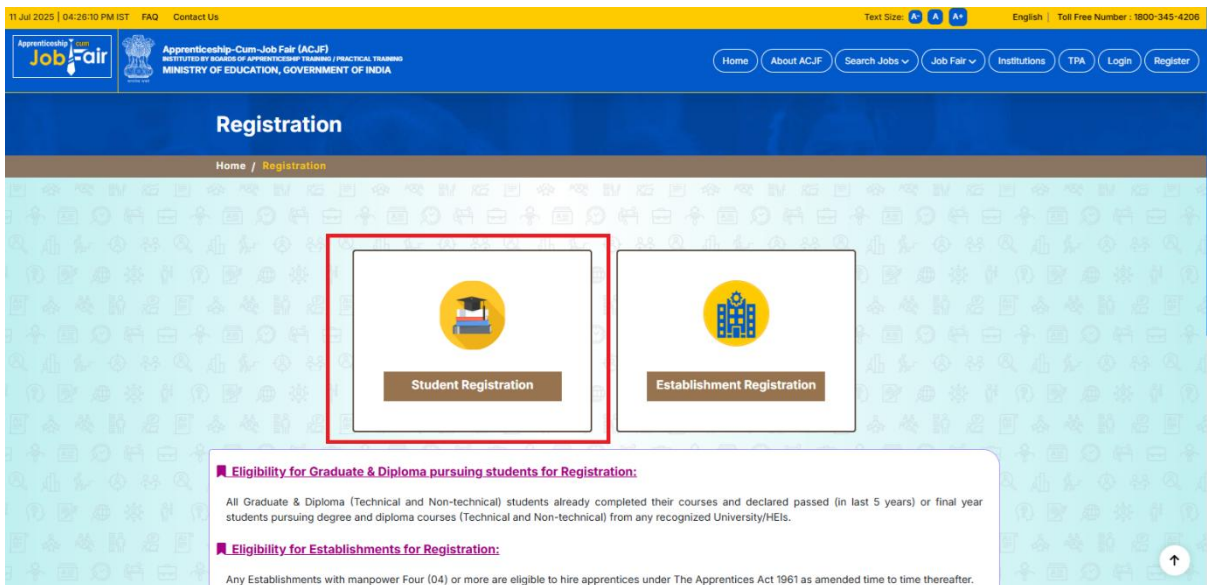 11 Jul 2025 | 04:26:10 PM IST FAQ Contact Us Text Size: A- A A+ English | Toll Free Number : 1800-345-4206
Apprenticeship cum
Job Fair
Apprenticeship-Cum-Job Fair (ACJF)
INSTITUTED BY BOARDS OF APPRENTICESHIP TRAINING / PRACTICAL TRAINING
MINISTRY OF EDUCATION, GOVERNMENT OF INDIA
Home About ACJF Search Jobs Job Fair Institutions TPA Login Register
Registration
Home / Registration
Student Registration
Establishment Registration
Eligibility for Graduate & Diploma pursuing students for Registration:
All Graduate & Diploma (Technical and Non-technical) students already completed their courses and declared passed (in last 5 years) or final year
students pursuing degree and diploma courses (Technical and Non-technical) from any recognized University/HEIs.
Eligibility for Establishments for Registration:
Any Establishments with manpower Four (04) or more are eligible to hire apprentices under The Apprentices Act 1961 as amended time to time thereafter.